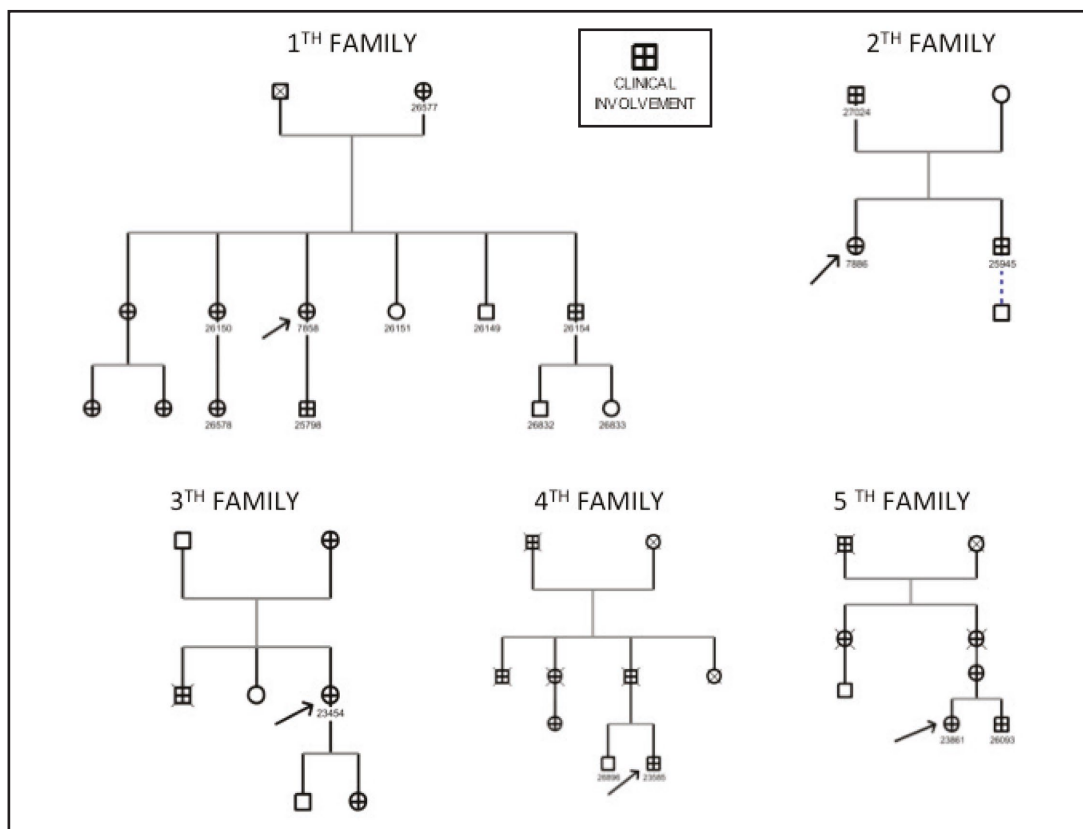 1TH FAMILY
CLINICAL
INVOLVEMENT
2TH FAMILY
26577
27024
7886
25945
26150
7858
26151
26149
26154
26578
25798
26832
26833
3TH FAMILY
4TH FAMILY
5 TH FAMILY
23454
26896
23585
23861
26093